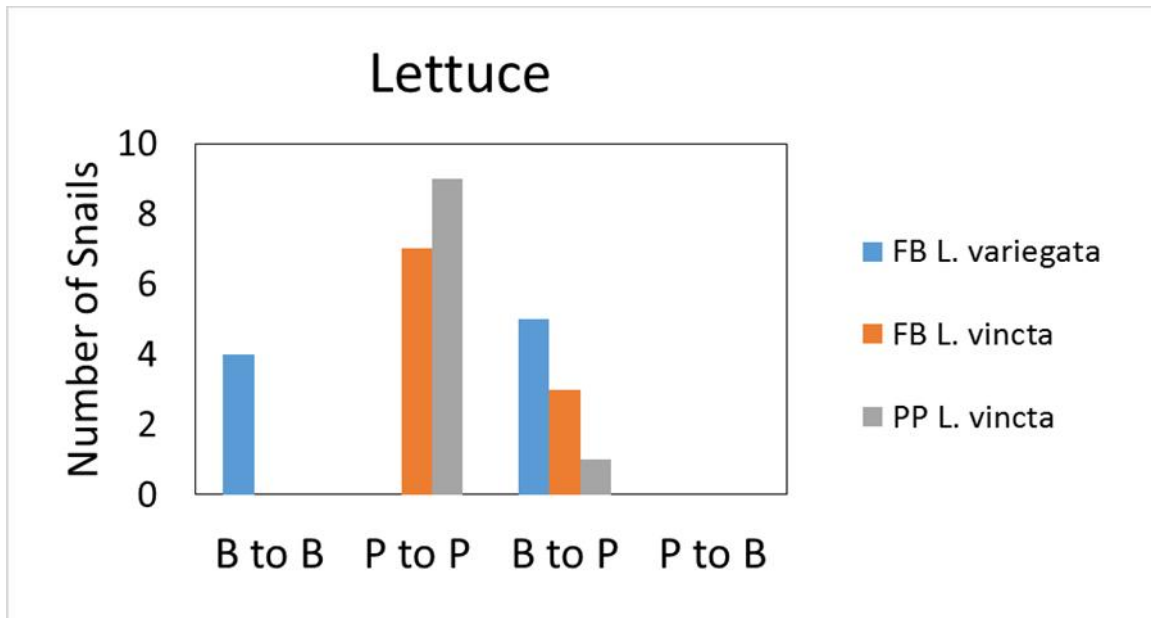 Lettuce
Number of Snails
10
8
6
4
2
0
B to B
P to P
B to P
P to B
FB L. variegata
FB L. vincta
PP L. vincta